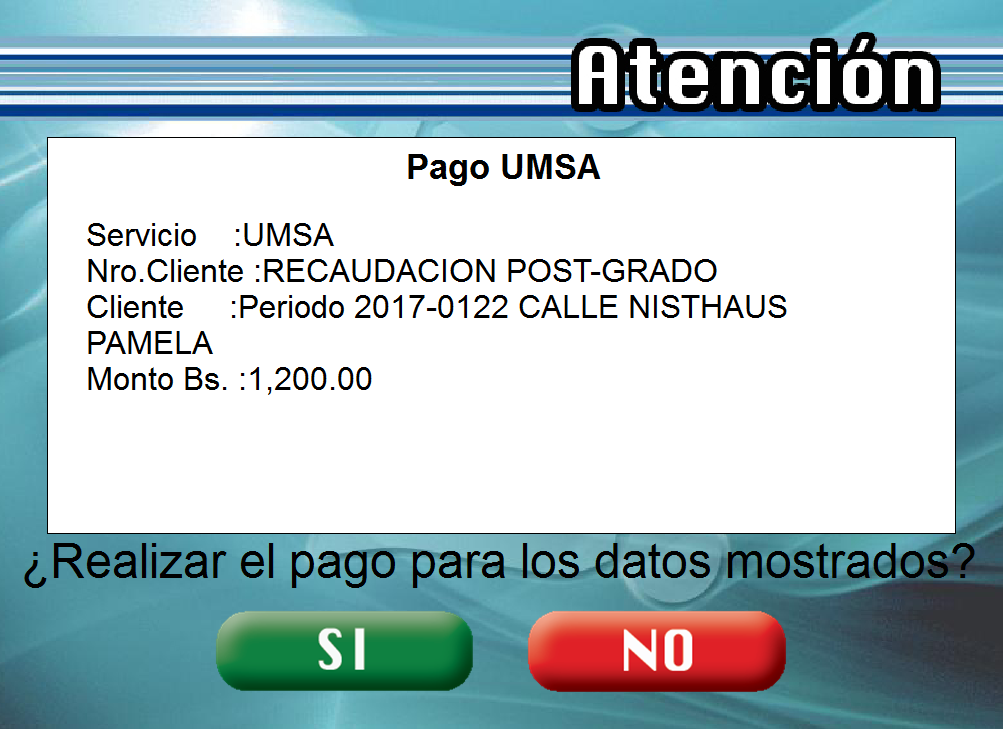 Atención
Pago UMSA
Servicio :UMSA
Nro.Cliente :RECAUDACION POST-GRADO
Cliente :Periodo 2017-0122 CALLE NISTHAUS
PAMELA
Monto Bs. :1,200.00
¿Realizar el pago para los datos mostrados?
SI NO